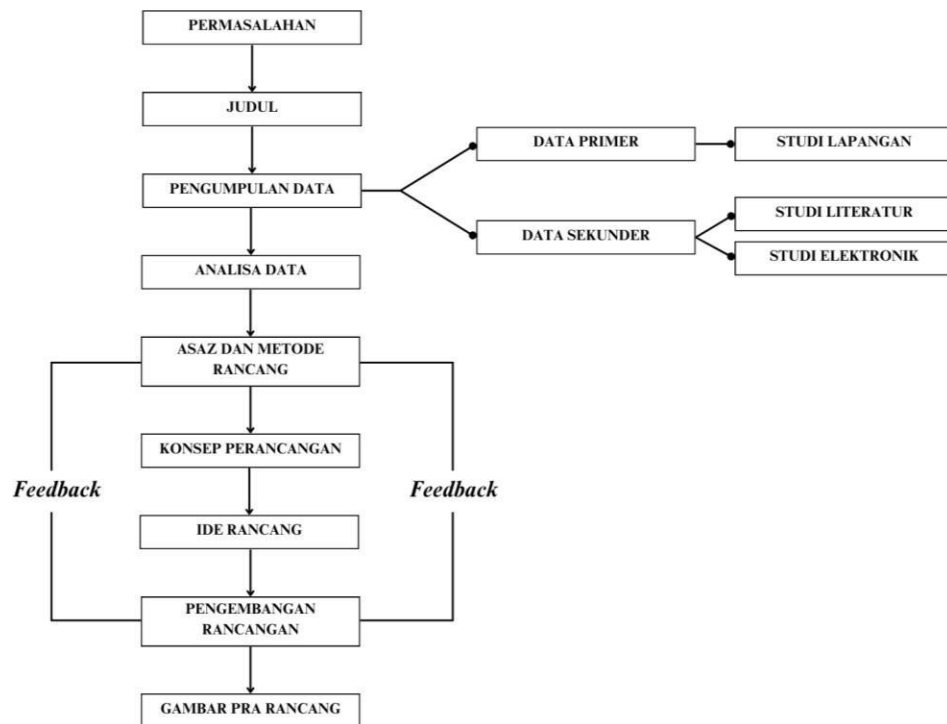 PERMASALAHAN
JUDUL
PENGUMPULAN DATA
DATA PRIMER
STUDI LAPANGAN
DATA SEKUNDER
STUDI LITERATUR
STUDI ELEKTRONIK
ANALISA DATA
ASAZ DAN METODE
RANCANG
KONSEP PERANCANGAN
Feedback
Feedback
IDE RANCANG
PENGEMBANGAN
RANCANGAN
GAMBAR PRA RANCANG